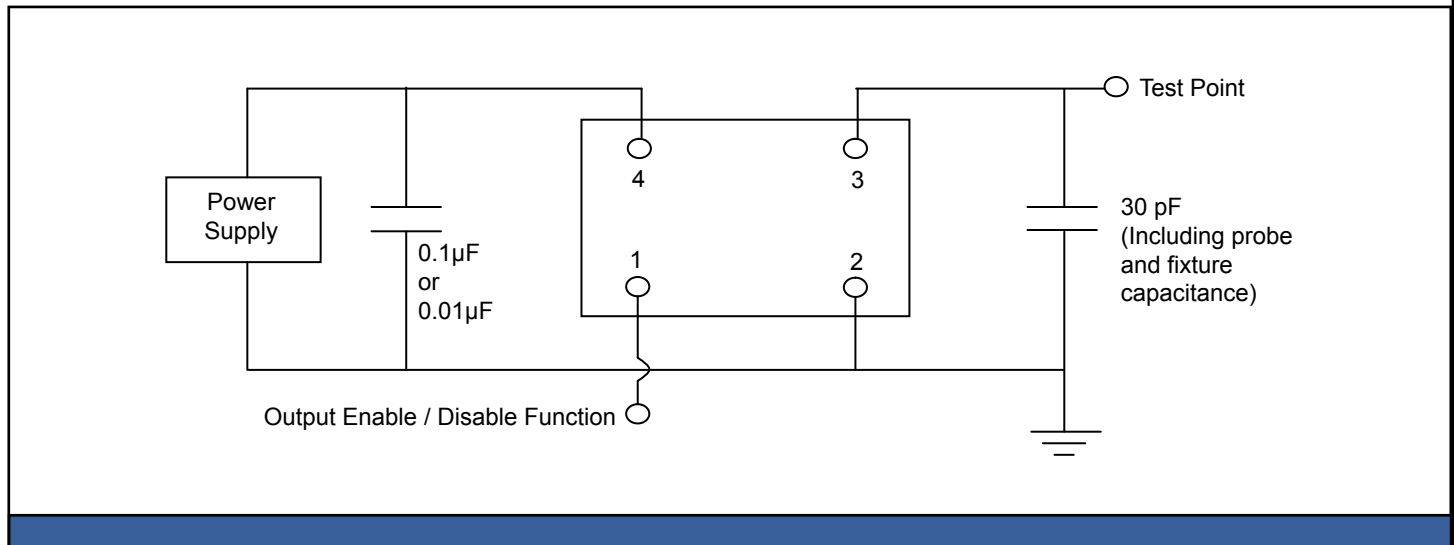 Test Point
4
3
Power
Supply
0.1µF
or
0.01µF
1
2
30 pF
(Including probe
and fixture
capacitance)
Output Enable / Disable Function